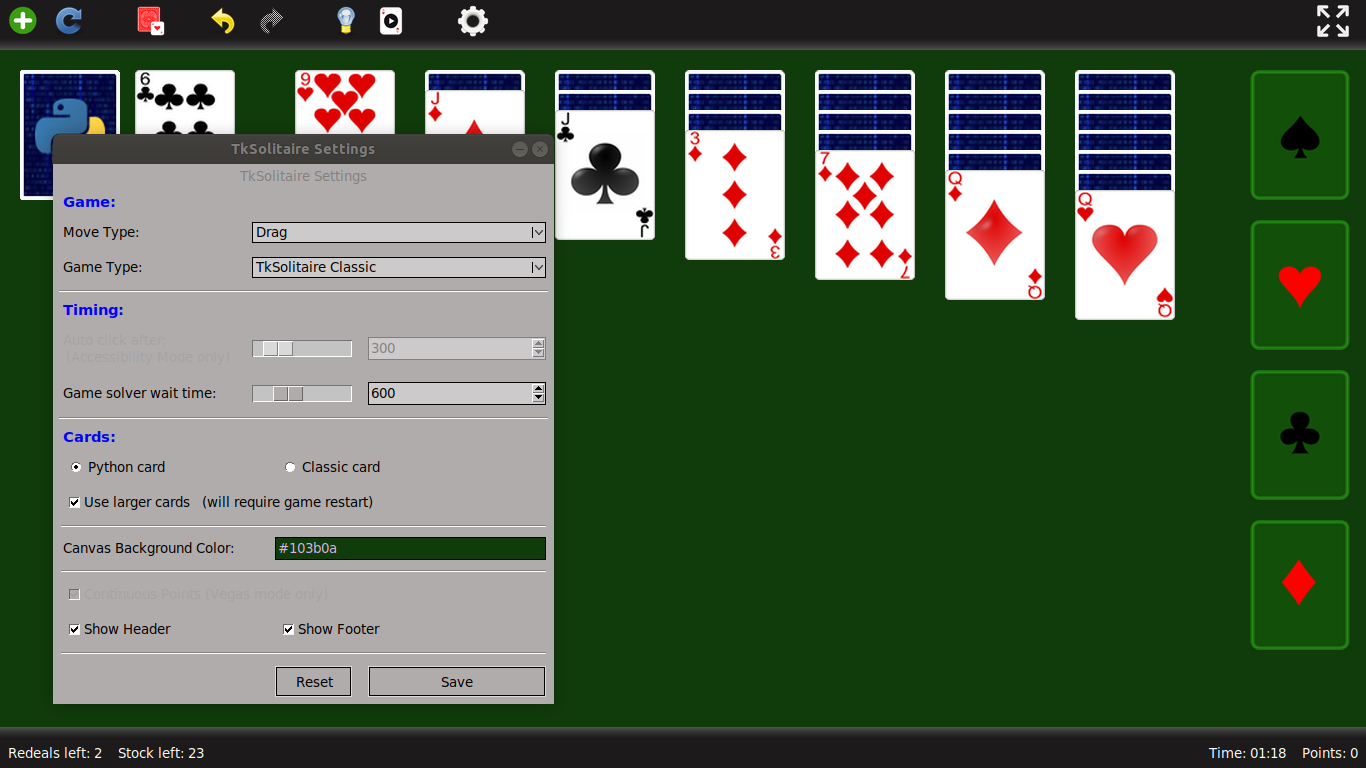 6
9
J
J
J
3
3
7
7
Q
Q
Q
Q
TkSolitaire Settings
TkSolitaire Settings
Game:
Move Type: Drag
Game Type: TkSolitaire Classic
Timing:
Auto click after: 300
(Accessibility Mode only)
Game solver wait time: 600
Cards:
Python card Classic card
Use larger cards (will require game restart)
Canvas Background Color: #103b0a
Continuous Points (Vegas mode only)
Show Header Show Footer
Reset Save
Redeals left: 2 Stock left: 23 Time: 01:18 Points: 0